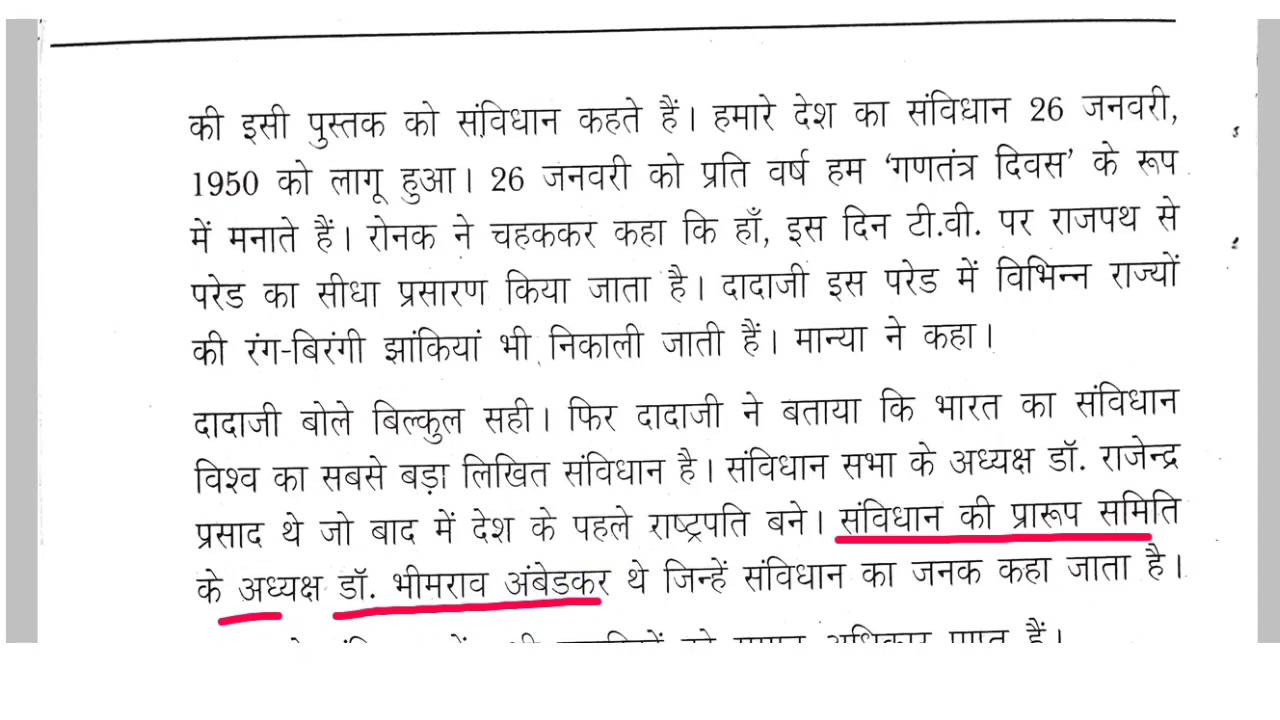 की इसी पुस्तक को संविधान कहते हैं। हमारे देश का संविधान 26 जनवरी,
1950 को लागू हुआ। 26 जनवरी को प्रति वर्ष हम ‘गणतंत्र दिवस’ के रूप
में मनाते हैं। रोनक ने चहककर कहा कि हाँ, इस दिन टी.वी. पर राजपथ से
परेड का सीधा प्रसारण किया जाता है। दादाजी इस परेड में विभिन्न राज्यों
की रंग-बिरंगी झांकियां भी निकाली जाती हैं। मान्या ने कहा।
दादाजी बोले बिल्कुल सही। फिर दादाजी ने बताया कि भारत का संविधान
विश्व का सबसे बड़ा लिखित संविधान है। संविधान सभा के अध्यक्ष डॉ. राजेन्द्र
प्रसाद थे जो बाद में देश के पहले राष्ट्रपति बने। संविधान की प्रारूप समिति
के अध्यक्ष डॉ. भीमराव अंबेडकर थे जिन्हें संविधान का जनक कहा जाता है।